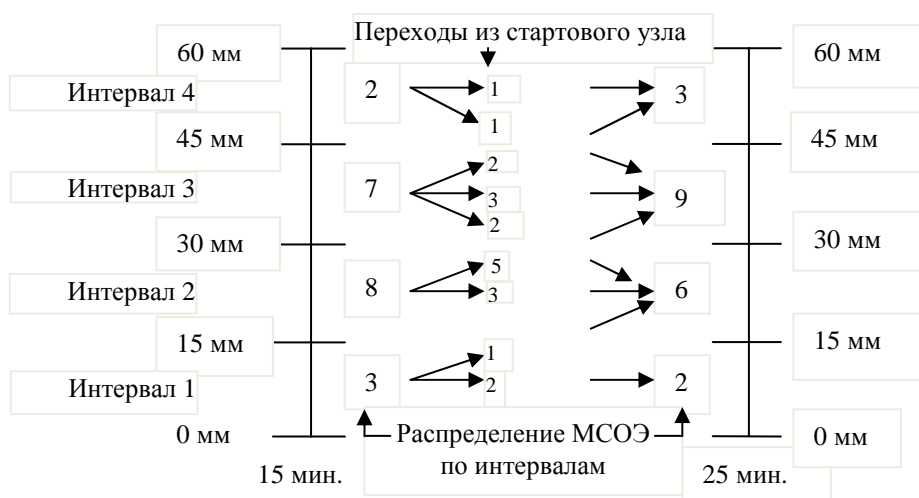 Переходы из стартового узла
60 мм
60 мм
Интервал 4
2
1
3
1
45 мм
45 мм
2
Интервал 3
7
3
9
2
30 мм
30 мм
5
Интервал 2
8
3
6
15 мм
15 мм
1
Интервал 1
3
2
2
0 мм
Распределение МСОЭ
0 мм
15 мин.
по интервалам
25 мин.